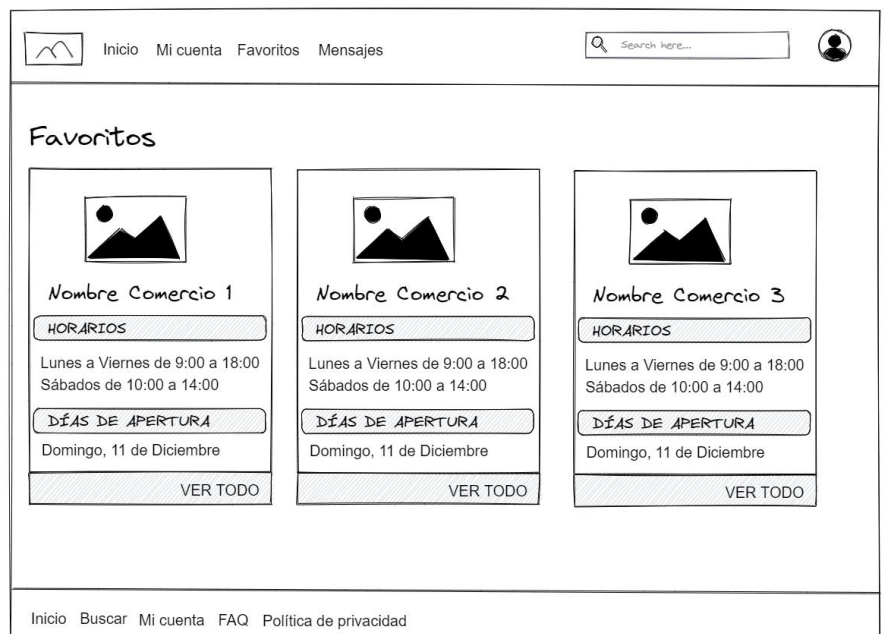 Inicio Mi cuenta Favoritos Mensajes Search here...
Favoritos
Nombre Comercio 1
HORARIOS
Lunes a Viernes de 9:00 a 18:00
Sábados de 10:00 a 14:00
DÍAS DE APERTURA
Domingo, 11 de Diciembre
VER TODO
Nombre Comercio 2
HORARIOS
Lunes a Viernes de 9:00 a 18:00
Sábados de 10:00 a 14:00
DÍAS DE APERTURA
Domingo, 11 de Diciembre
VER TODO
Nombre Comercio 3
HORARIOS
Lunes a Viernes de 9:00 a 18:00
Sábados de 10:00 a 14:00
DÍAS DE APERTURA
Domingo, 11 de Diciembre
VER TODO
Inicio Buscar Mi cuenta FAQ Política de privacidad